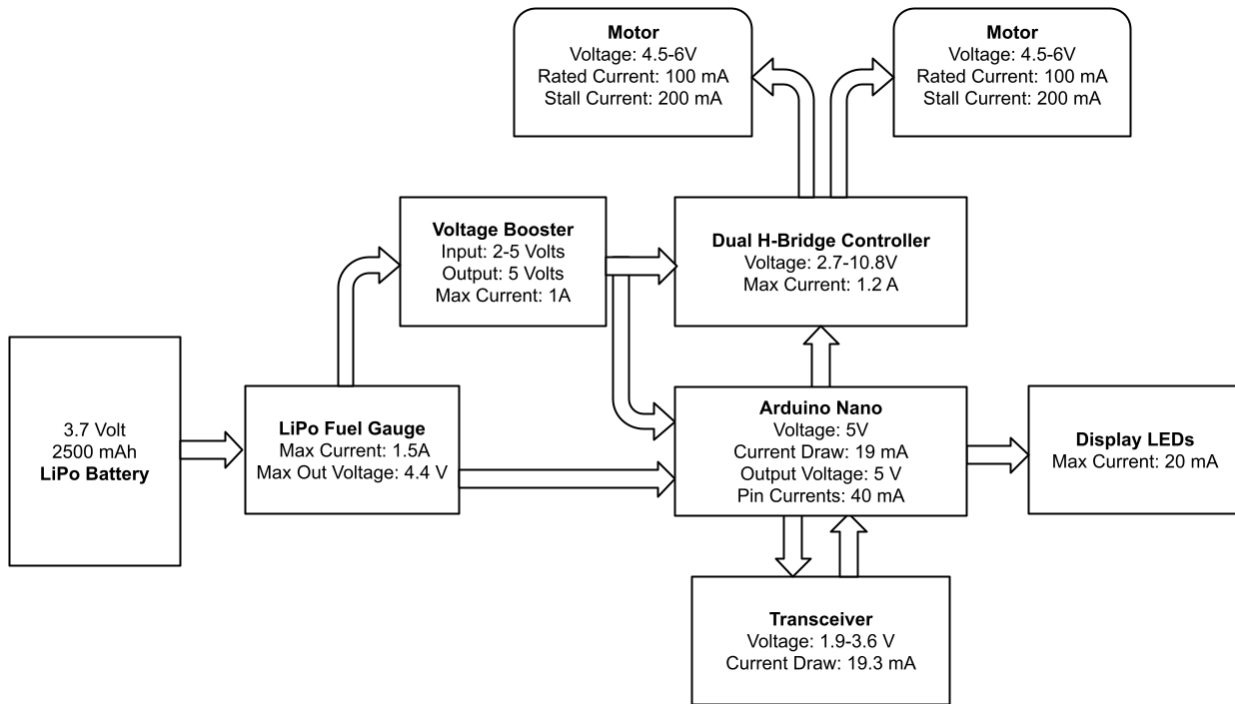 Motor
Voltage: 4.5-6V
Rated Current: 100 mA
Stall Current: 200 mA
Motor
Voltage: 4.5-6V
Rated Current: 100 mA
Stall Current: 200 mA
Voltage Booster
Input: 2-5 Volts
Output: 5 Volts
Max Current: 1A
Dual H-Bridge Controller
Voltage: 2.7-10.8V
Max Current: 1.2 A
3.7 Volt
2500 mAh
LiPo Battery
LiPo Fuel Gauge
Max Current: 1.5A
Max Out Voltage: 4.4 V
Arduino Nano
Voltage: 5V
Current Draw: 19 mA
Output Voltage: 5 V
Pin Currents: 40 mA
Display LEDs
Max Current: 20 mA
Transceiver
Voltage: 1.9-3.6 V
Current Draw: 19.3 mA